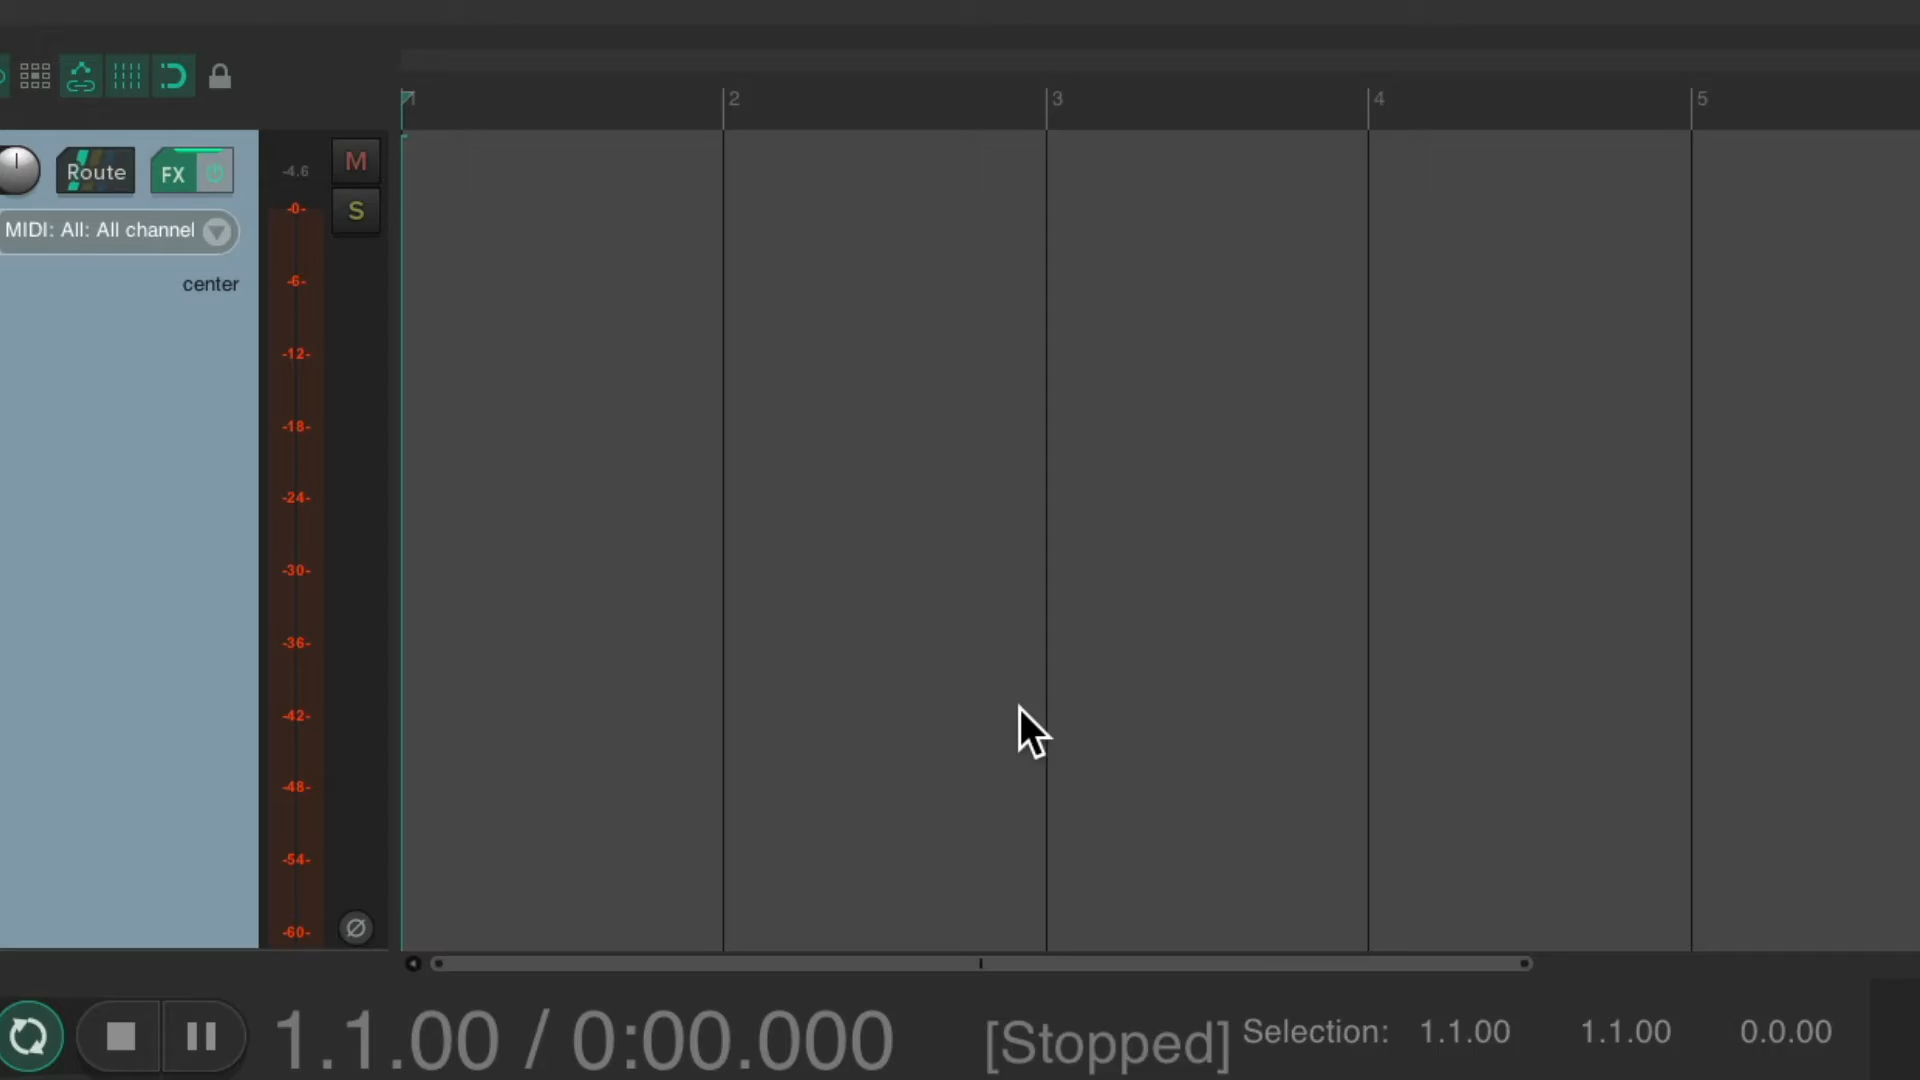 1 2 3 4 5
Route FX -4.6 M
-0- S
MIDI: All: All channel
center
-6-
-12-
-18-
-24-
-30-
-36-
-42-
-48-
-54-
-60-
1.1.00 / 0:00.000 [Stopped] Selection: 1.1.00 1.1.00 0.0.00